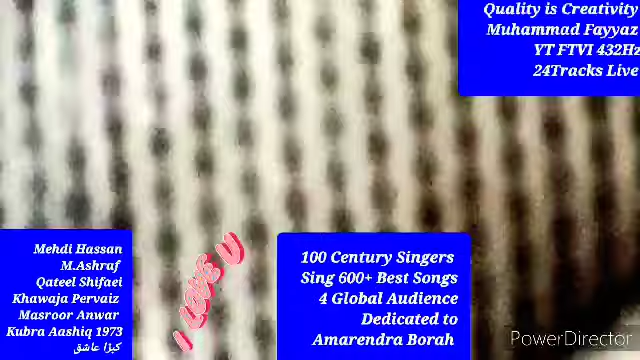 Quality is Creativity
Muhammad Fayyaz
YT FTVI 432Hz
24Tracks Live
Mehdi Hassan
M.Ashraf
Qateel Shifaei
Khawaja Pervaiz
Masroor Anwar
Kubra Aashiq 1973
کبڑا عاشق
I LOVE U
100 Century Singers
Sing 600+ Best Songs
4 Global Audience
Dedicated to
Amarendra Borah
PowerDirector